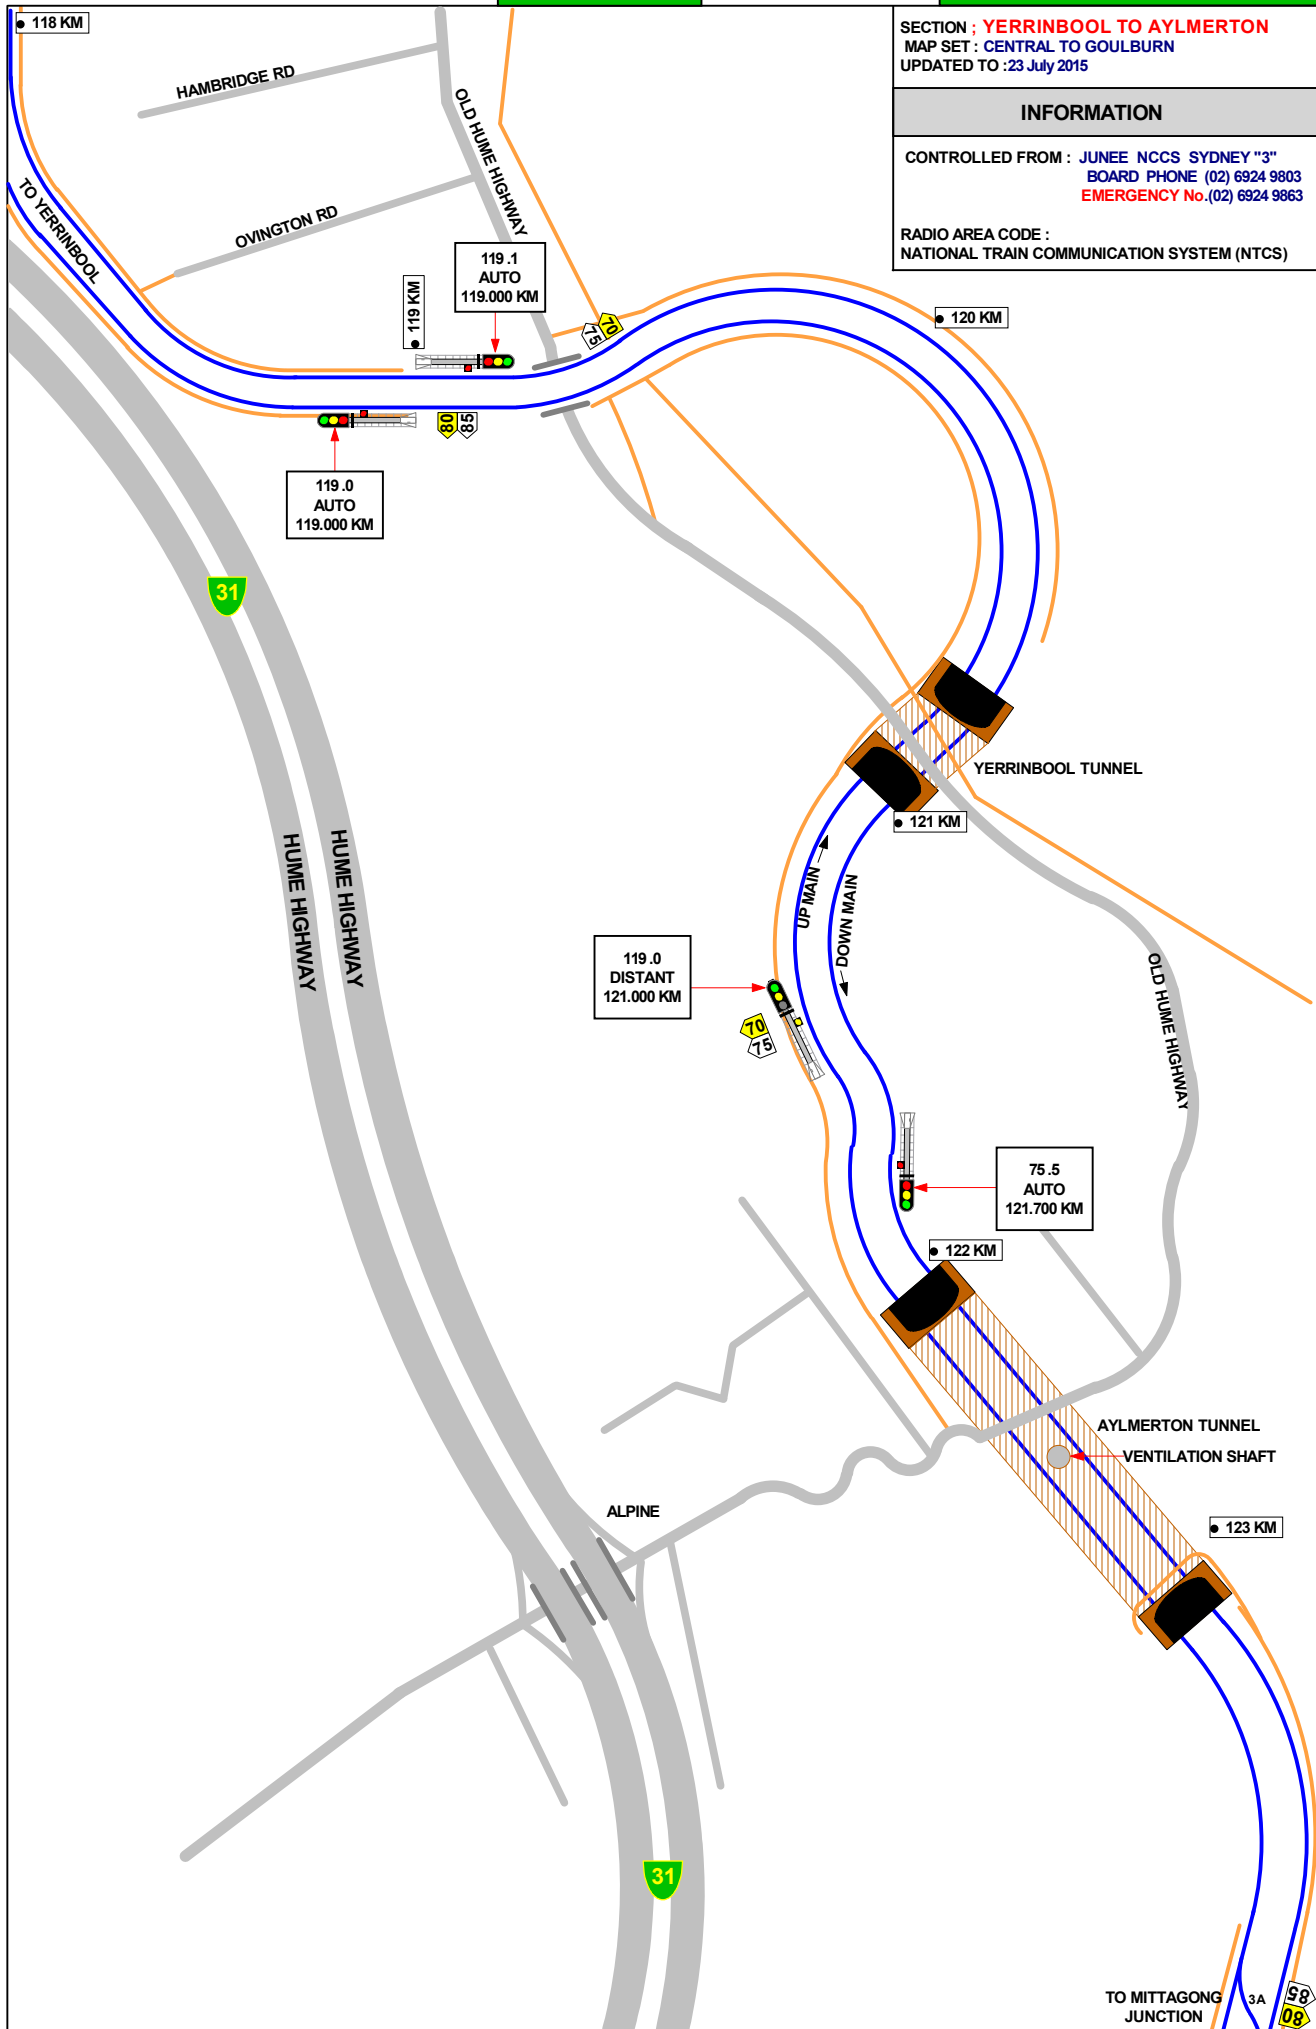 118 KM
SECTION ; YERRINBOOL TO AYLMERTON
MAP SET : CENTRAL TO GOULBURN
UPDATED TO :23 July 2015
INFORMATION
CONTROLLED FROM : JUNEE NCCS SYDNEY "3"
BOARD PHONE (02) 6924 9803
EMERGENCY No.(02) 6924 9863
RADIO AREA CODE :
NATIONAL TRAIN COMMUNICATION SYSTEM (NTCS)
HAMBRIDGE RD
OLD HUME HIGHWAY
TO YERRINBOOL
OVINGTON RD
119 .1
AUTO
119.000 KM
119 KM
75
70
120 KM
80
85
119 .0
AUTO
119.000 KM
31
YERRINBOOL TUNNEL
121 KM
HUME HIGHWAY
HUME HIGHWAY
UP MAIN
DOWN MAIN
119 .0
DISTANT
121.000 KM
70
75
OLD HUME HIGHWAY
75 .5
AUTO
121.700 KM
122 KM
AYLMERTON TUNNEL
VENTILATION SHAFT
ALPINE
123 KM
31
TO MITTAGONG
JUNCTION
3A
85
80